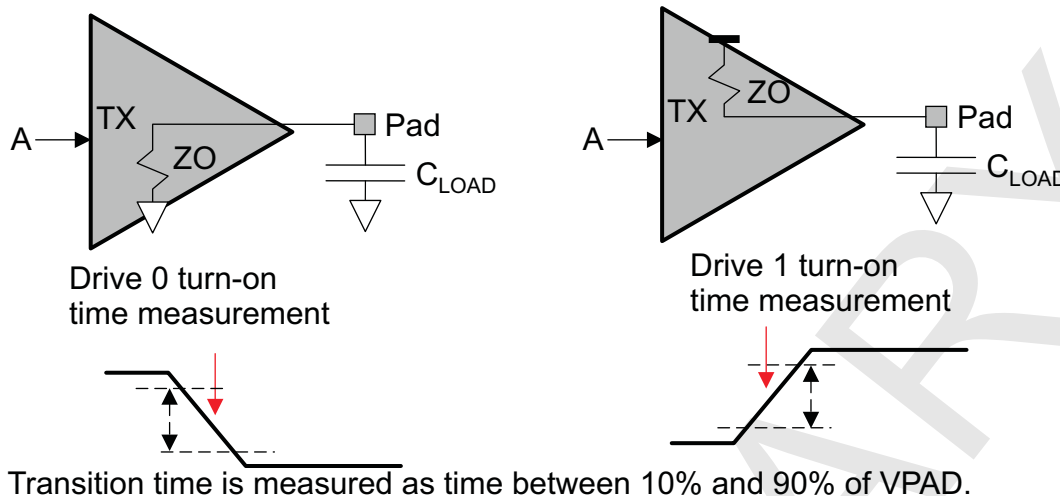 TX
ZO
A
Pad
C_LOAD
Drive 0 turn-on
time measurement
ZO
TX
A
Pad
C_LOAD
Drive 1 turn-on
time measurement
Transition time is measured as time between 10% and 90% of VPAD.